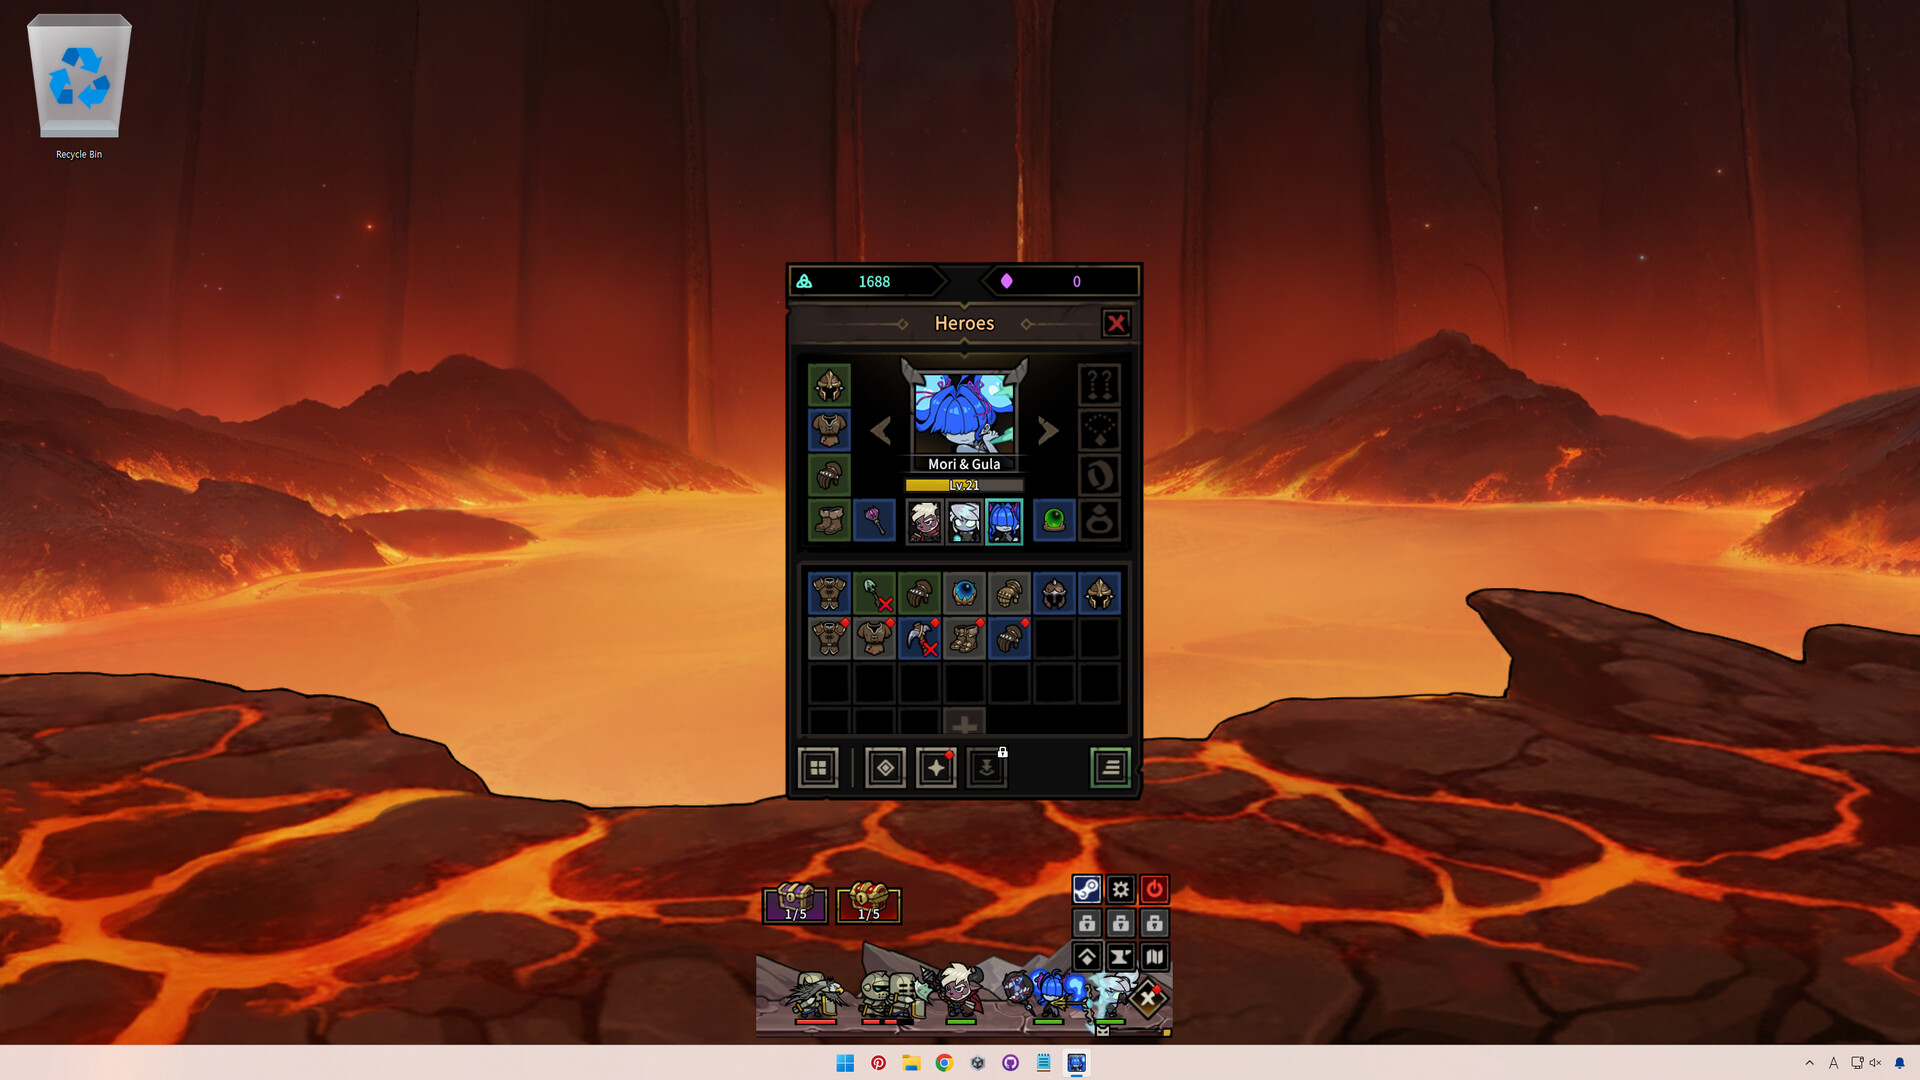 Recycle Bin
1688
0
Heroes
??
Mori & Gula
Lv.21
1/5
1/5
A